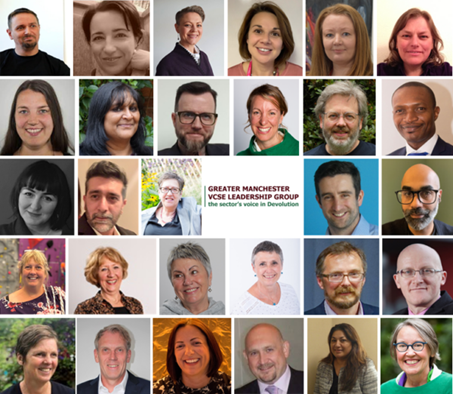 GREATER MANCHESTER
VCSE LEADERSHIP GROUP
the sector's voice in Devolution